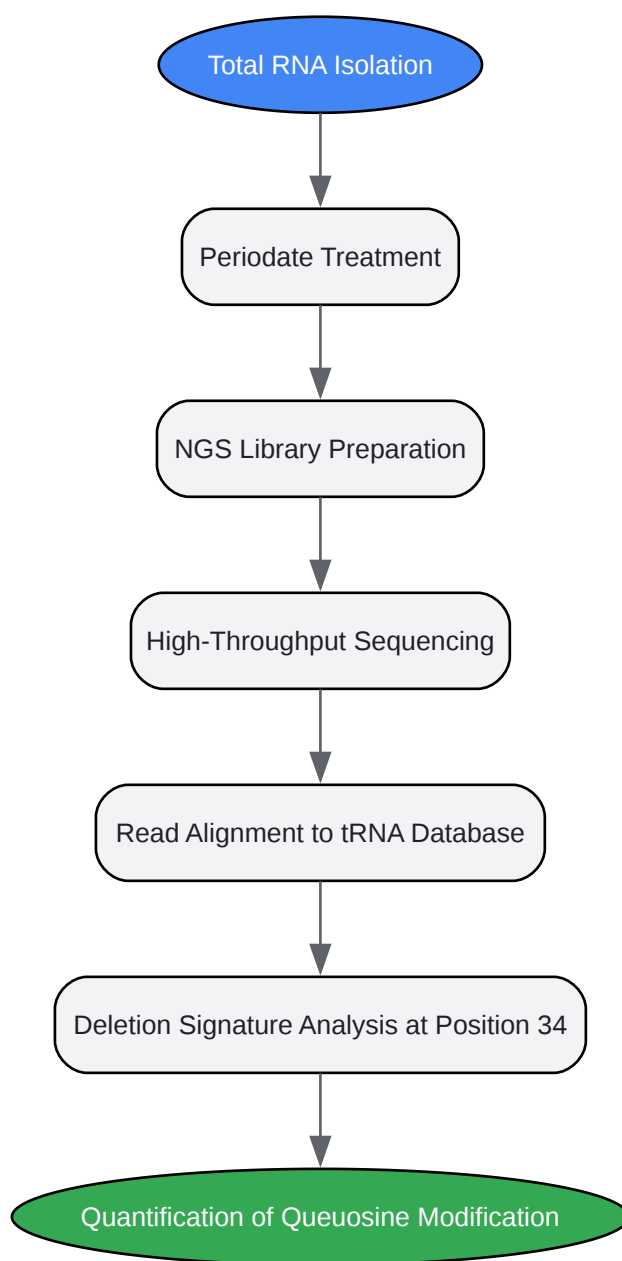 Total RNA Isolation
Periodate Treatment
NGS Library Preparation
High-Throughput Sequencing
Read Alignment to tRNA Database
Deletion Signature Analysis at Position 34
Quantification of Queuosine Modification